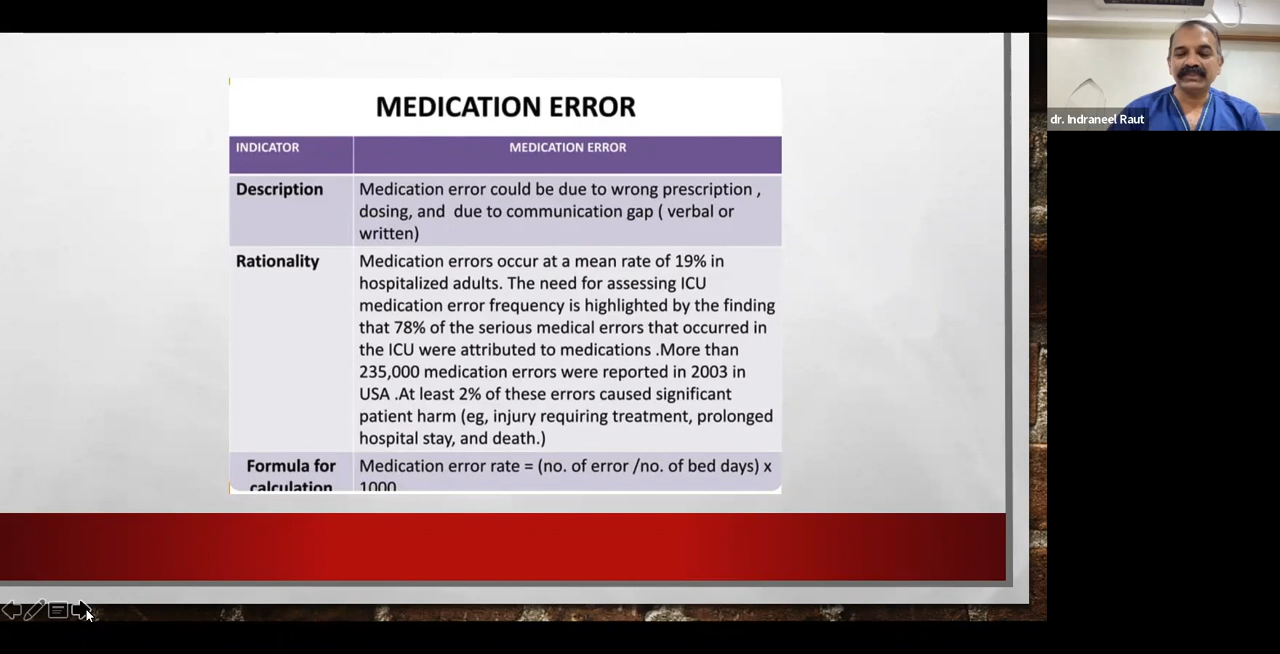 MEDICATION ERROR
INDICATOR
MEDICATION ERROR
Description
Medication error could be due to wrong prescription ,
dosing, and  due to communication gap ( verbal or
written)
Rationality
Medication errors occur at a mean rate of 19% in
hospitalized adults. The need for assessing ICU
medication error frequency is highlighted by the finding
that 78% of the serious medical errors that occurred in
the ICU were attributed to medications .More than
235,000 medication errors were reported in 2003 in
USA .At least 2% of these errors caused significant
patient harm (eg, injury requiring treatment, prolonged
hospital stay, and death.)
Formula for
calculation
Medication error rate = (no. of error /no. of bed days) x
1000
dr. Indraneel Raut